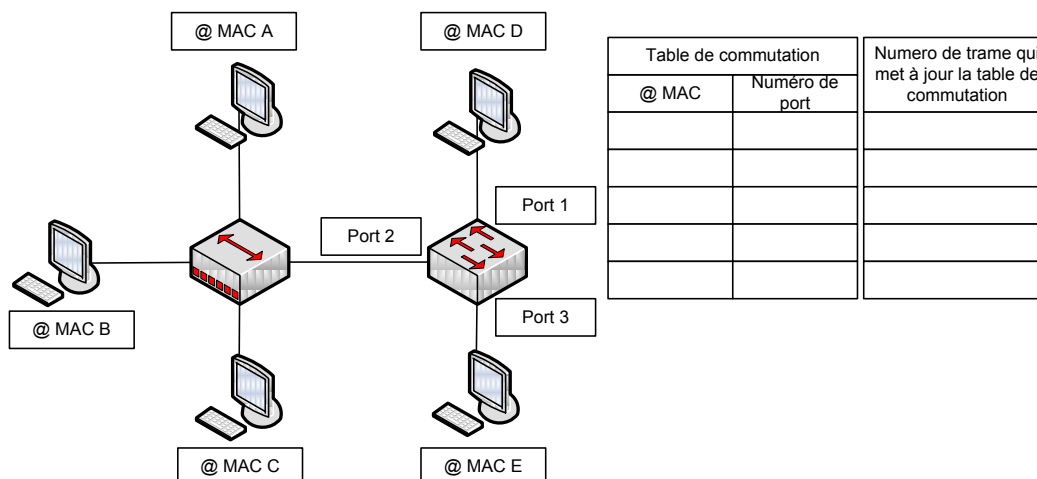 @ MAC A
@ MAC D
Table de commutation
@ MAC
Numéro de
port
Numero de trame qui
met à jour la table de
commutation
Port 1
Port 2
@ MAC B
Port 3
@ MAC C
@ MAC E